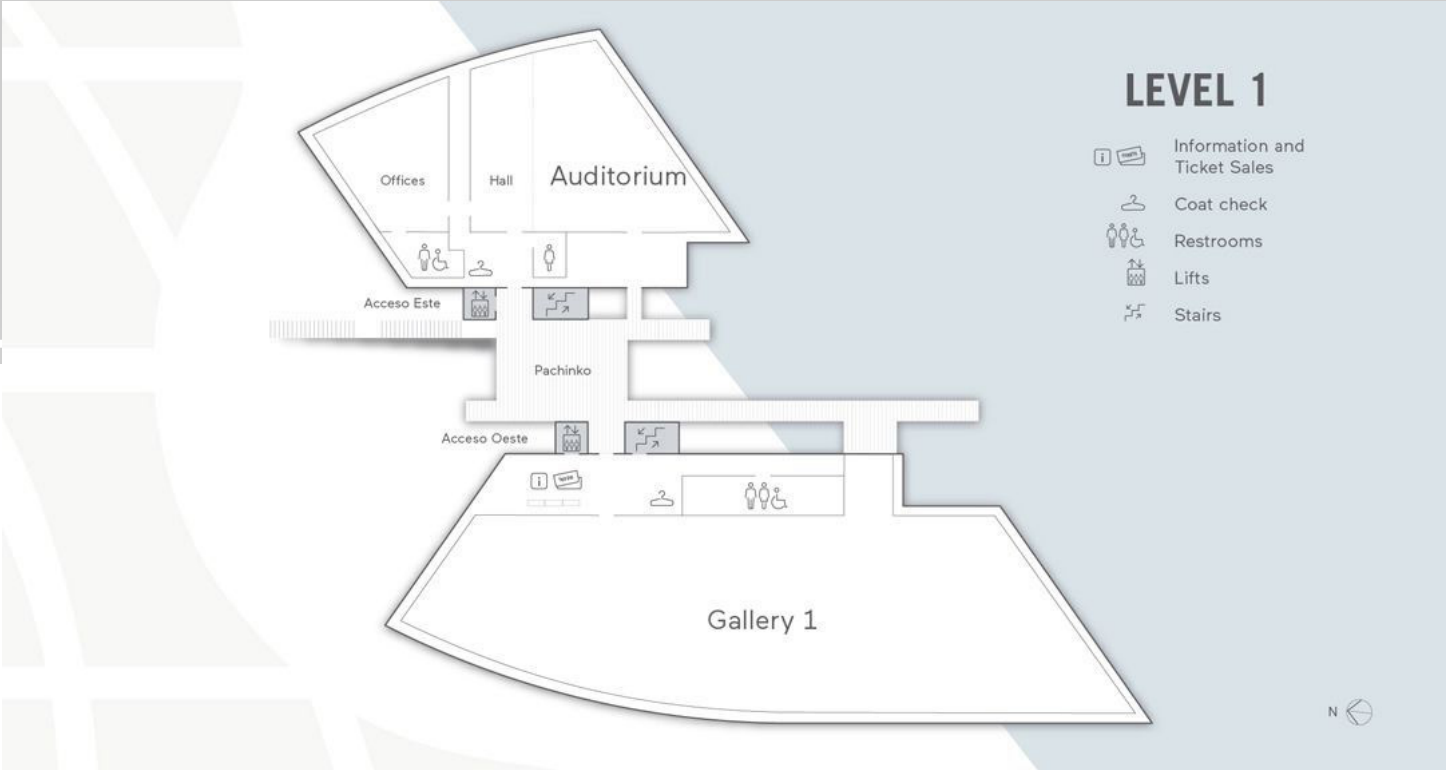 LEVEL 1
Information and
Ticket Sales
Coat check
Restrooms
Lifts
Stairs
Offices
Hall
Auditorium
Acceso Este
Pachinko
Acceso Oeste
i
Gallery 1
N